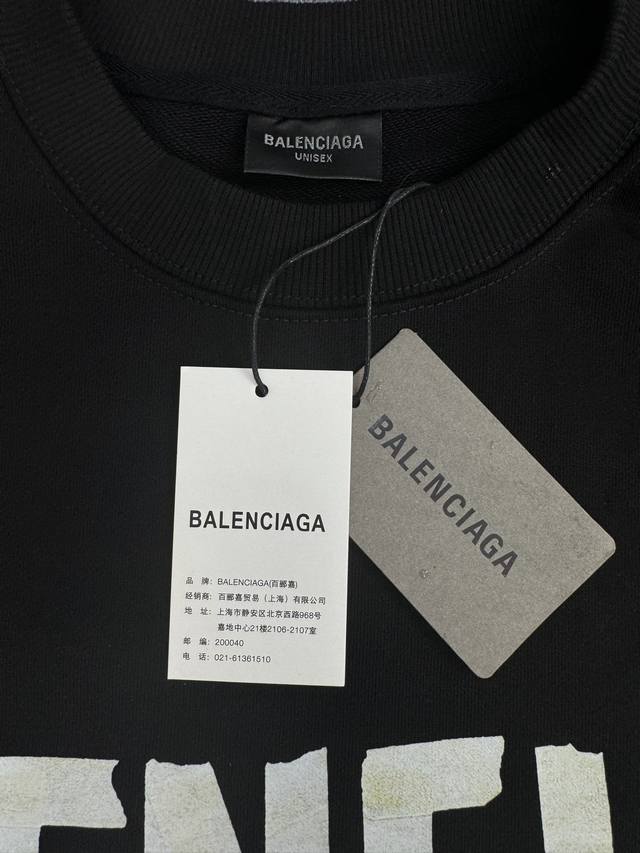 BALENCIAGA
UNISEX
BALENCIAGA
BALENCIAGA
品 牌: BALENCIAGA(百郦嘉)
经销商: 百郦嘉贸易（上海）有限公司
地 址: 上海市静安区北京西路968号
嘉地中心21楼2106-2107室
邮 编: 200040
电 话: 021-61361510
ENCI